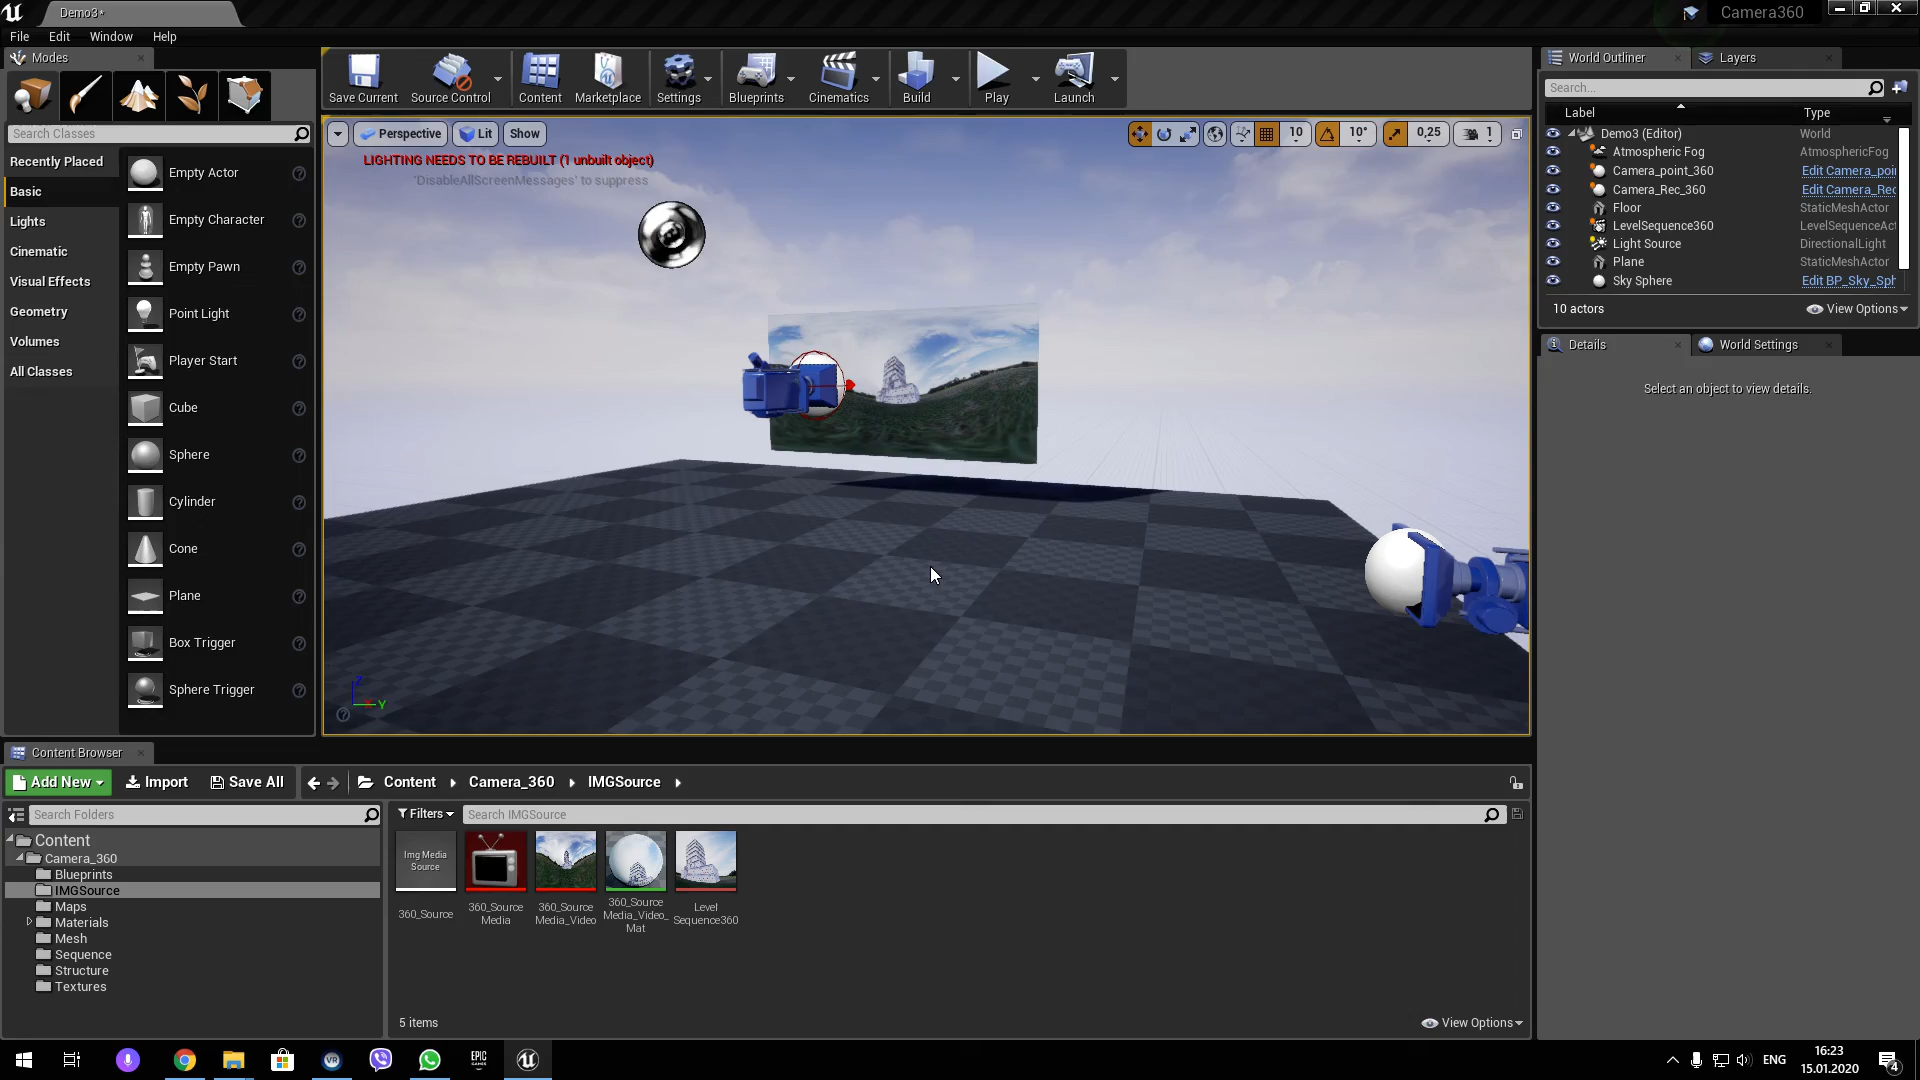 Demo3*
Camera360
File Edit Window Help
Modes
Search Classes
Recently Placed
Basic
Lights
Cinematic
Visual Effects
Geometry
Volumes
All Classes
Empty Actor
Empty Character
Empty Pawn
Point Light
Player Start
Cube
Sphere
Cylinder
Cone
Plane
Box Trigger
Sphere Trigger
Save Current Source Control Content Marketplace Settings Blueprints Cinematics Build Play Launch
Perspective Lit Show
10 10° 0,25 1
LIGHTING NEEDS TO BE REBUILT (1 unbuilt object)
'DisableAllScreenMessages' to suppress
Z
Y
World Outliner Layers
Search...
Label Type
Demo3 (Editor) World
Atmospheric Fog AtmosphericFog
Camera_point_360 Edit Camera_poi
Camera_Rec_360 Edit Camera_Rec
Floor StaticMeshActor
LevelSequence360 LevelSequenceAct
Light Source DirectionalLight
Plane StaticMeshActor
Sky Sphere Edit BP_Sky_Sph
10 actors View Options
Details World Settings
Select an object to view details.
Content Browser
Add New Import Save All Content Camera_360 IMGSource
Search Folders
Content
Camera_360
Blueprints
IMGSource
Maps
Materials
Mesh
Sequence
Structure
Textures
Filters Search IMGSource
Img Media
Source
360_Source
360_Source
Media
360_Source
Media_Video
360_Source
Media_Video_
Mat
Level
Sequence360
5 items View Options
VR
EPIC
GAMES
ENG
16:23
15.01.2020
4